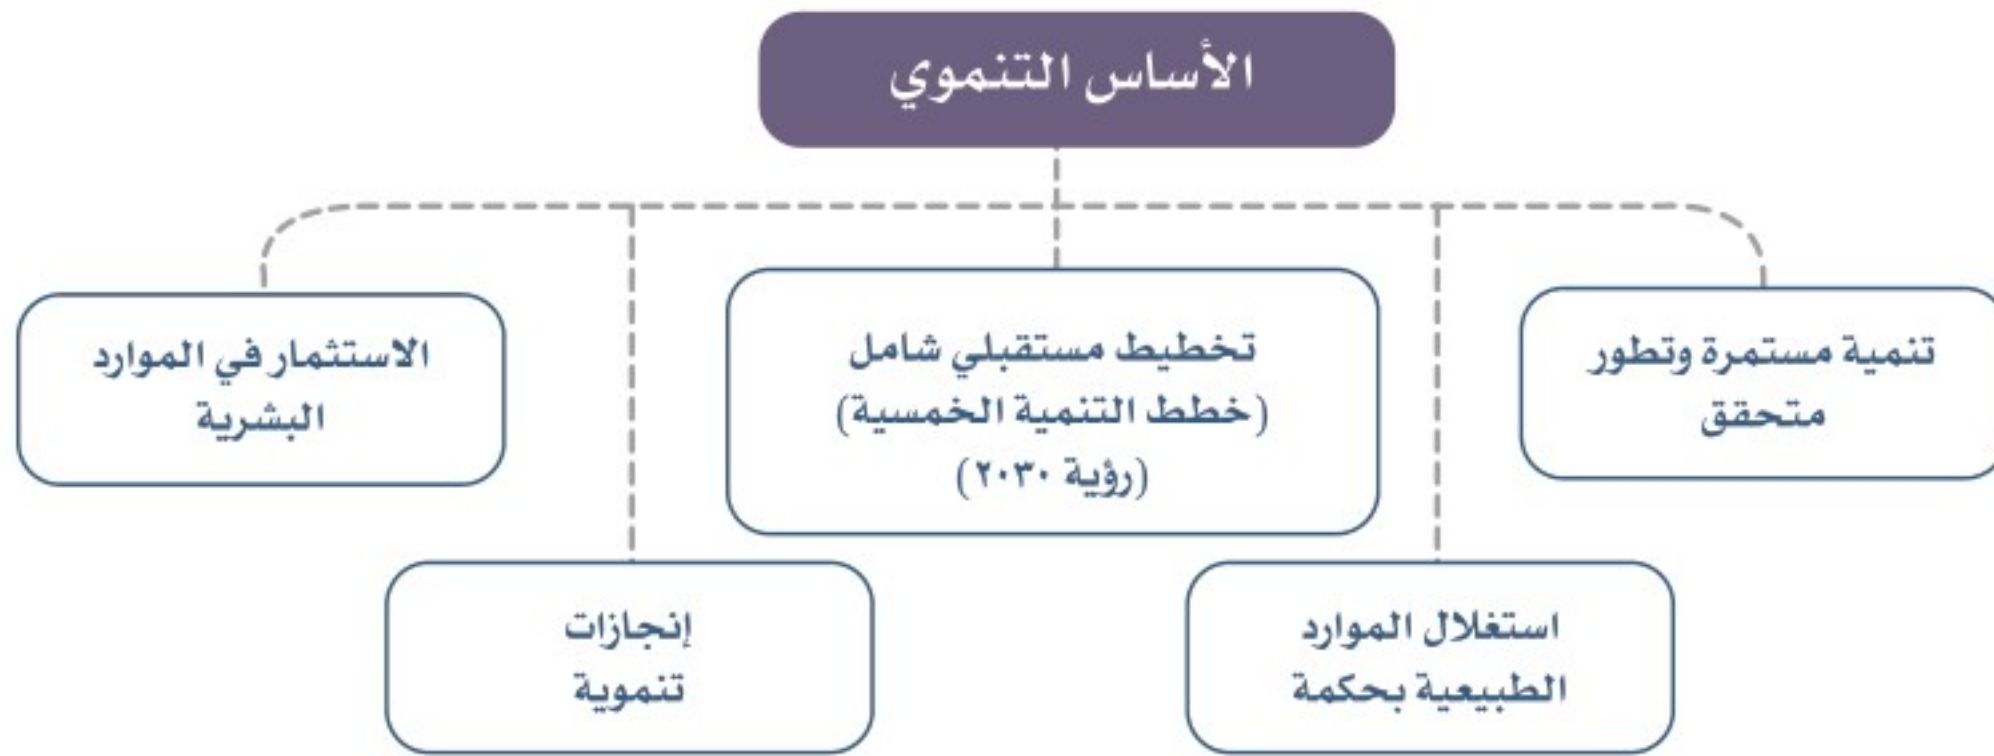 الأساس التنموي
تنمية مستمرة وتطور
متحقق
استغلال الموارد
الطبيعية بحكمة
تخطيط مستقبلي شامل
(خطط التنمية الخمسية)
(رؤية ٢٠٣٠)
إنجازات
تنموية
الاستثمار في الموارد
البشرية